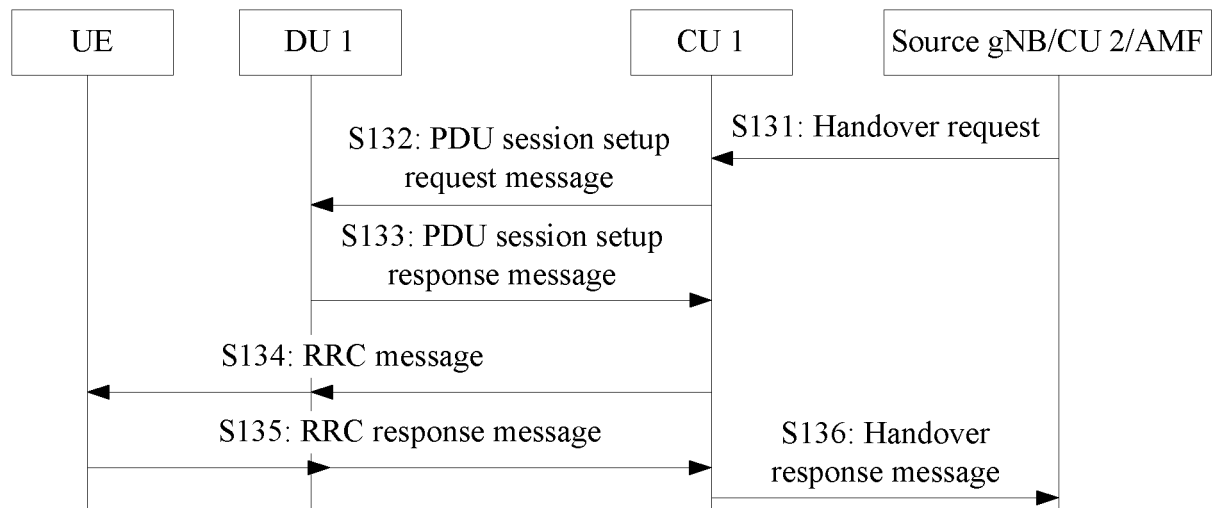 UE
DU 1
CU 1
Source gNB/CU 2/AMF
S131: Handover request
S132: PDU session setup
request message
S133: PDU session setup
response message
S134: RRC message
S135: RRC response message
S136: Handover
response message